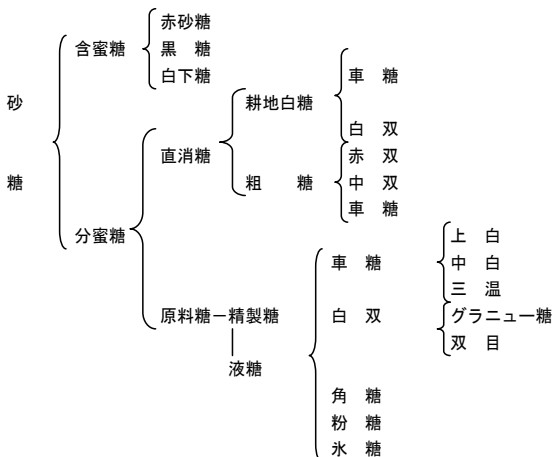 赤砂糖
含蜜糖 黒　糖
白下糖
砂
糖
車　糖
耕地白糖
白　双
直消糖
赤　双
粗　　糖 中　双
車　糖
分蜜糖
上　白
車　糖 中　白
三　温
原料糖－精製糖 白　双 グラニュー糖
双　目
液糖
角　糖
粉　糖
氷　糖